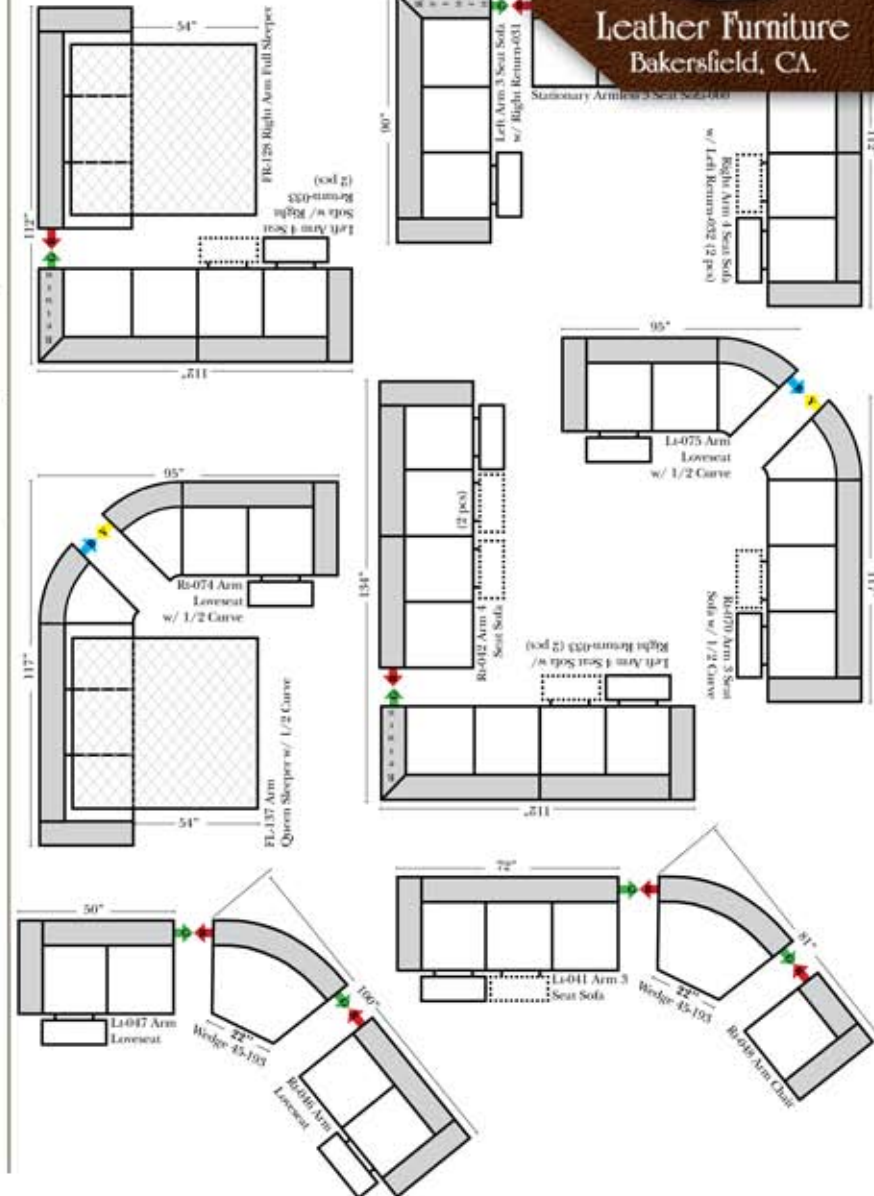 54"
FR-128 Right Arm Full Sleeper
112"
Left Arm 4 Seat
Sofa w/ Right
Return-033
(2 pcs)
Return
112"
90"
Left Arm 3 Seat Sofa
w/ Right Return-031
Leather Furniture
Bakersfield, CA.
Stationary Armless 3 Seat
112"
Right Arm 4 Seat Sofa
w/ Left Return-032 (2 pcs)
95"
Lt-075 Arm
Loveseat
w/ 1/2 Curve
Rt-070 Arm 3 Seat
Sofa w/ 1/2 Curve
117"
95"
117"
Rt-074 Arm
Loveseat
w/ 1/2 Curve
FL-137 Arm
Queen Sleeper w/ 1/2 Curve
54"
134"
(2 pcs)
Rt-042 Arm 4
Seat Sofa
Left Arm 4 Seat Sofa w/
Right Return-033 (2 pcs)
Return
112"
50"
Lt-047 Arm
Loveseat
22"
Wedge 45-193
106"
Rt-046 Arm
Loveseat
72"
Lt-041 Arm 3
Seat Sofa
22"
Wedge 45-193
81"
Rt-048 Arm Chair